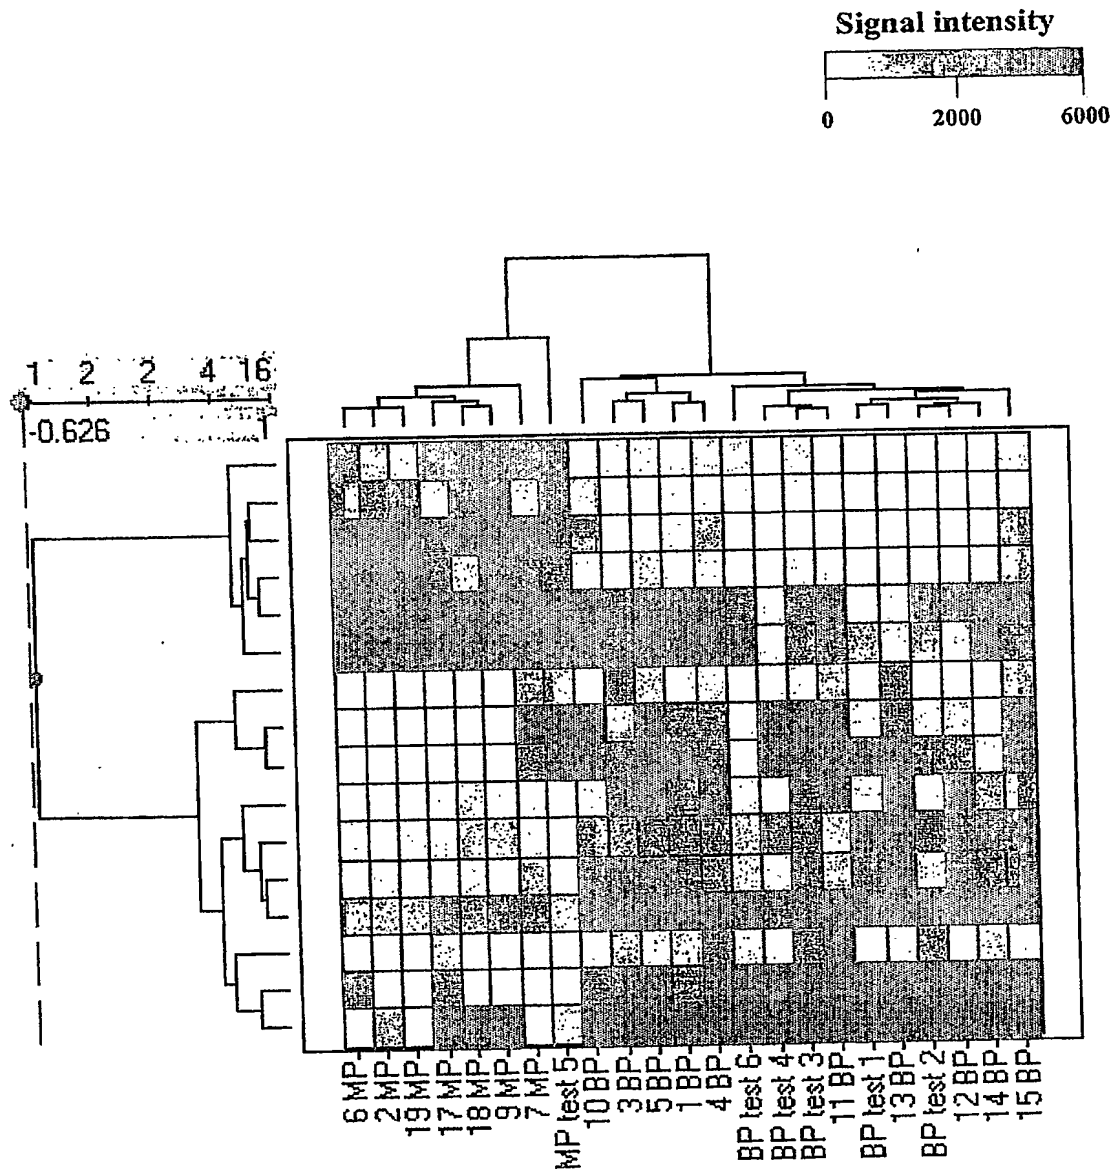 Signal intensity
0 2000 6000
1 2 2 4 16
-0.626 1
6 MP
2 MP
19 MP
17 MP
18 MP
9 MP
7 MP
MP test 5
10 BP
3 BP
5 BP
1 BP
4 BP
BP test 6
BP test 4
BP test 3
11 BP
BP test 1
13 BP
BP test 2
12 BP
14 BP
15 BP